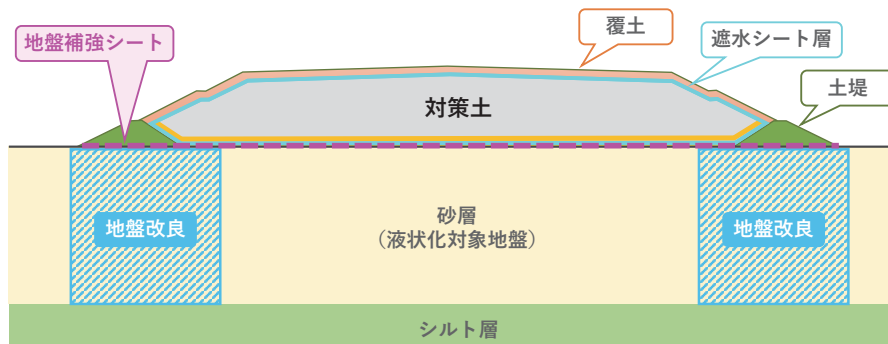 覆土
地盤補強シート
遮水シート層
土堤
対策土
砂層
(液状化対象地盤)
地盤改良
地盤改良
シルト層